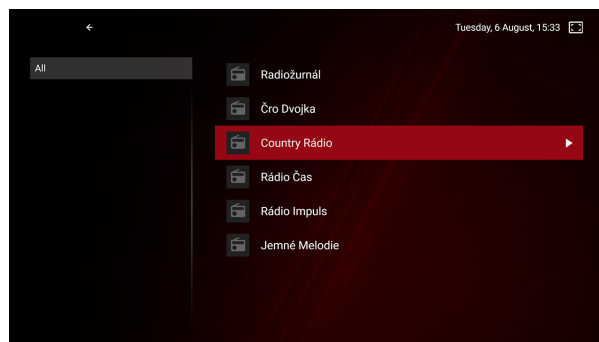 Tuesday, 6 August, 15:33
All
Radiožurnál
Čro Dvojka
Country Rádio
Rádio Čas
Rádio Impuls
Jemné Melodie